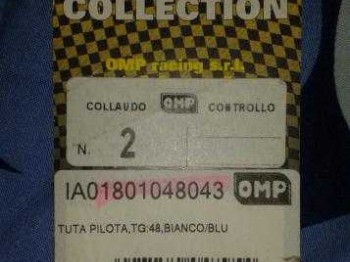 COLLECTION
OMP racing s.r.l.
COLLAUDO OMP CONTROLLO
N. 2
IA01801048043 OMP
TUTA PILOTA,TG:48,BIANCO/BLU